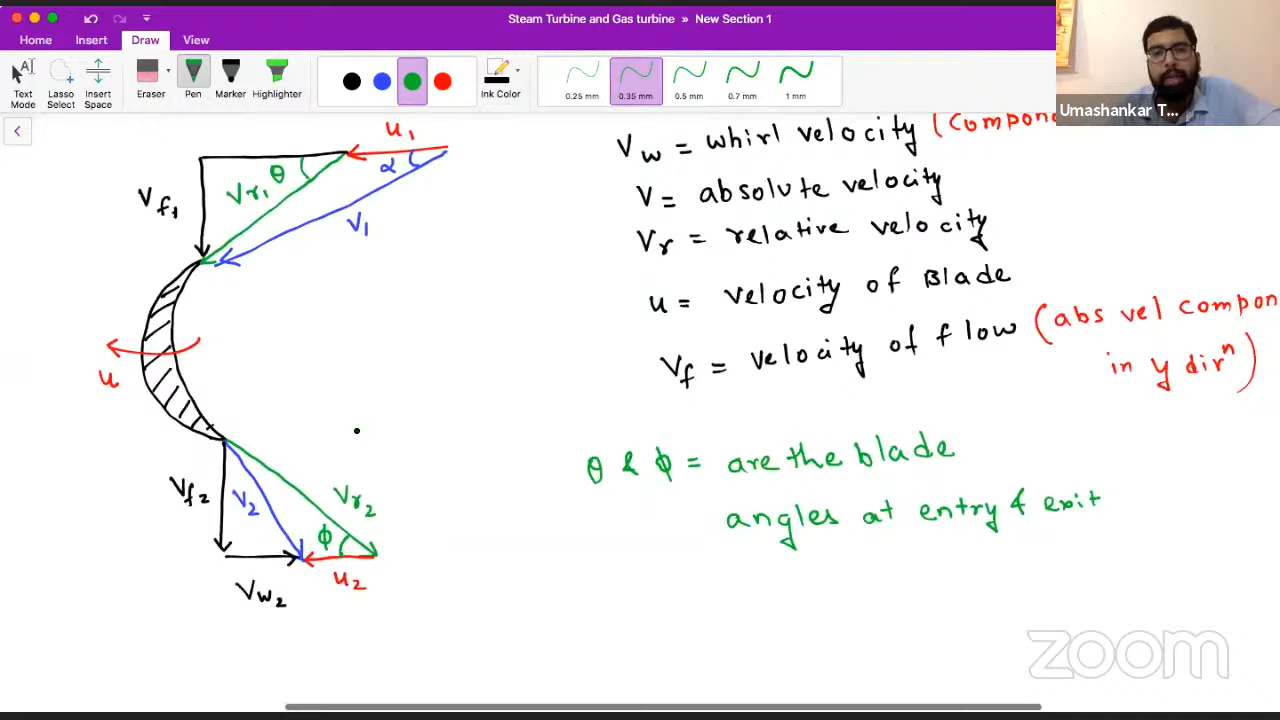 Steam Turbine and Gas turbine » New Section 1
Home Insert Draw View
Text Mode
Lasso Select
Insert Space
Eraser
Pen
Marker
Highlighter
Ink Color
0.25 mm
0.35 mm
0.5 mm
0.7 mm
1 mm
Umashankar T...
u1
α
θ
Vr1
Vf1
V1
u
Vf2
V2
Vr2
φ
u2
Vw2
Vw = whirl velocity (Compon
V = absolute velocity
Vr = relative velocity
u = velocity of Blade
Vf = velocity of flow (abs vel compon
in y dirn)
θ & φ = are the blade
angles at entry & exit
zoom